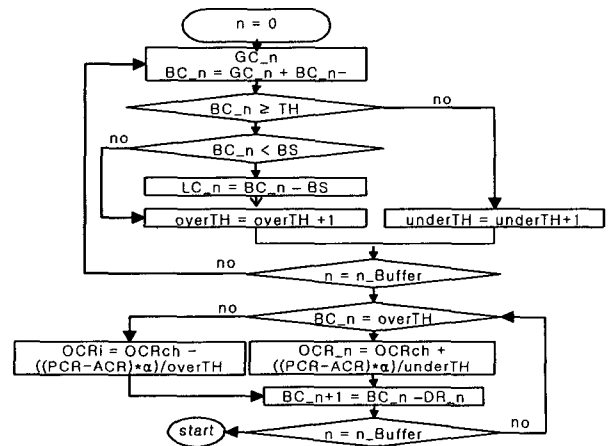 n = 0
GC_n
BC_n = GC_n + BC_n-
BC_n ≥ TH
no
no
BC_n < BS
LC_n = BC_n - BS
overTH = overTH +1
underTH = underTH+1
no
n = n_Buffer
no
BC_n = overTH
OCRi = OCRch -
((PCR-ACR)*α)/overTH
OCR_n = OCRch +
((PCR-ACR)*α)/underTH
BC_n+1 = BC_n -DR_n
start
n = n_Buffer
no